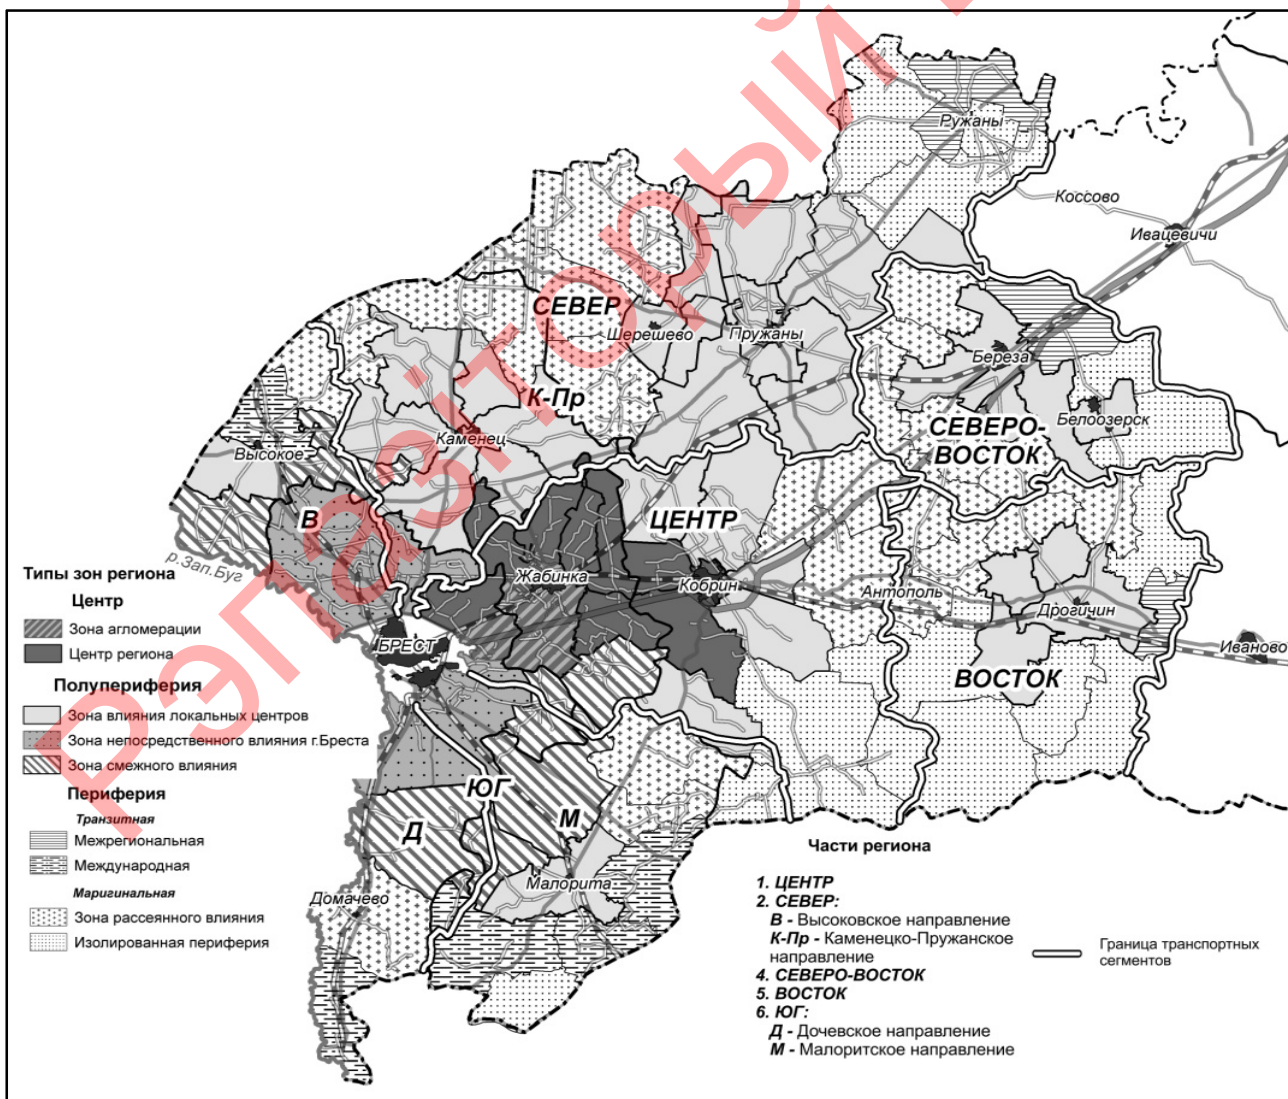 Рэпазіторый
Ружаны
Коссово
Ивацевичи
СЕВЕР
Шерешево
Пружаны
Береза
К-Пр
Белоозерск
СЕВЕРО-
ВОСТОК
Каменец
Высокое
В
ЦЕНТР
р.Зап.Буг
Жабинка
Кобрин
Антополь
Дрогичин
БРЕСТ
Иваново
ВОСТОК
ЮГ
Д
М
Малорита
Домачево
Типы зон региона
Центр
Зона агломерации
Центр региона
Полупериферия
Зона влияния локальных центров
Зона непосредственного влияния г.Бреста
Зона смежного влияния
Периферия
Транзитная
Межрегиональная
Международная
Маригинальная
Зона рассеянного влияния
Изолированная периферия
Части региона
1. ЦЕНТР
2. СЕВЕР:
В - Высоковское направление
К-Пр - Каменецко-Пружанское
направление
4. СЕВЕРО-ВОСТОК
5. ВОСТОК
6. ЮГ:
Д - Дочевское направление
М - Малоритское направление
Граница транспортных
сегментов